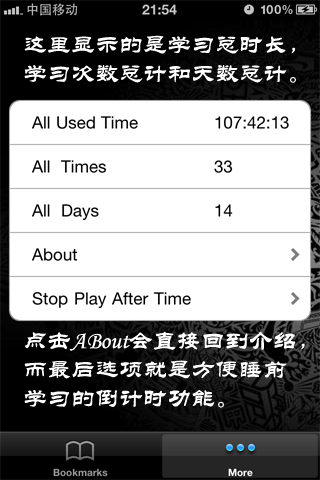 中国移动 21:54 100%
这里显示的是学习总时长，
学习次数总计和天数总计。
All Used Time 107:42:13
All Times 33
All Days 14
About
Stop Play After Time
点击ABout会直接回到介绍，
而最后选项就是方便睡前
学习的倒计时功能。
Bookmarks More